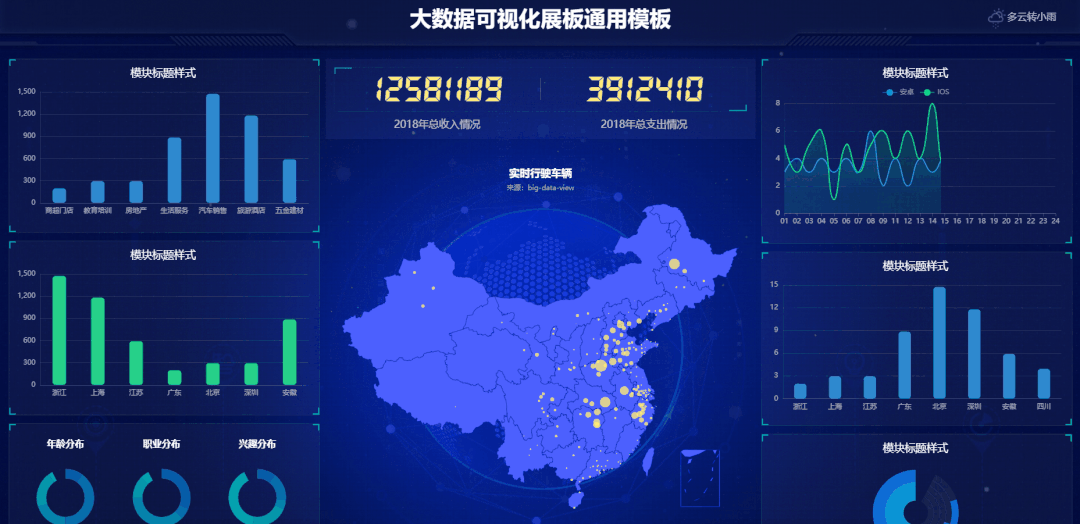 大数据可视化展板通用模板
多云转小雨
模块标题样式
1,500
1,200
900
600
300
0
商超门店 教育培训 房地产 生活服务 汽车销售 旅游酒店 五金建材
模块标题样式
1,500
1,200
900
600
300
0
浙江 上海 江苏 广东 北京 深圳 安徽
年龄分布 职业分布 兴趣分布
12581189 3912410
2018年总收入情况 2018年总支出情况
实时行驶车辆
来源：big-data-view
模块标题样式
安卓 IOS
8
6
4
2
0
01 02 03 04 05 06 07 08 09 10 11 12 13 14 15 16 17 18 19 20 21 22 23 24
模块标题样式
15
12
9
6
3
0
浙江 上海 江苏 广东 北京 深圳 安徽 四川
模块标题样式